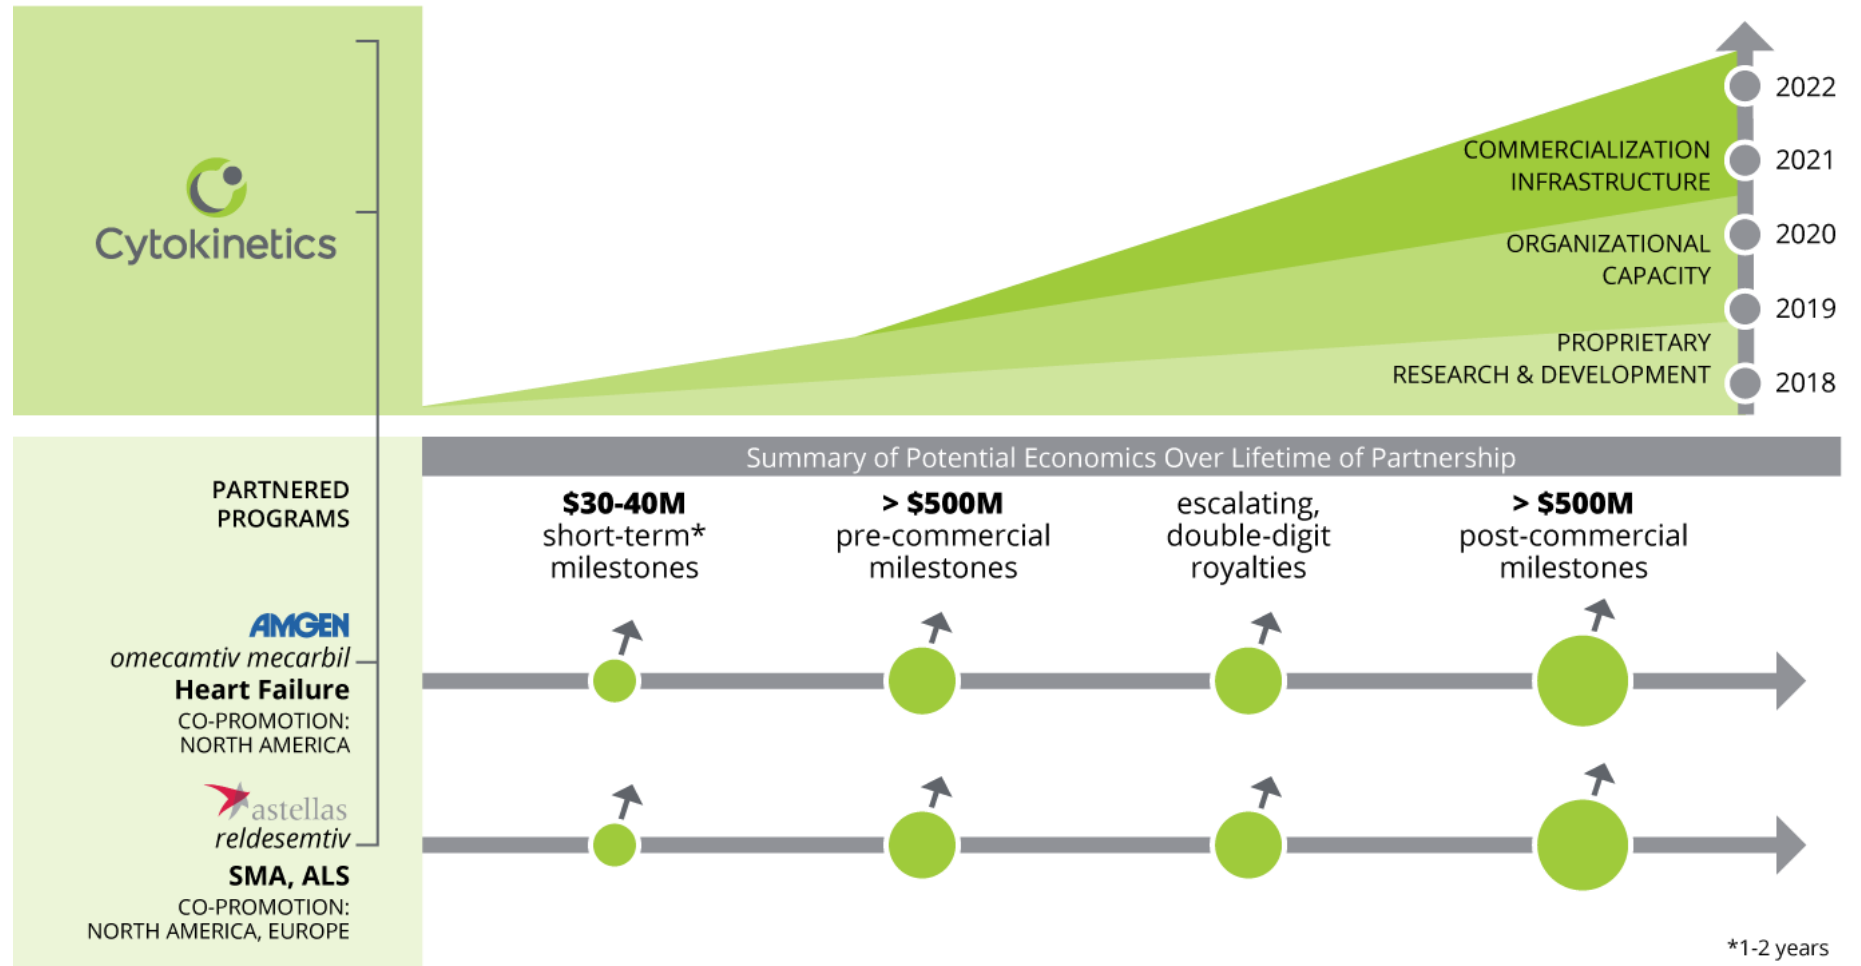 Cytokinetics
2022
COMMERCIALIZATION
INFRASTRUCTURE
2021
2020
ORGANIZATIONAL
CAPACITY
2019
PROPRIETARY
RESEARCH & DEVELOPMENT
2018
PARTNERED
PROGRAMS
Summary of Potential Economics Over Lifetime of Partnership
$30-40M
short-term*
milestones
> $500M
pre-commercial
milestones
escalating,
double-digit
royalties
> $500M
post-commercial
milestones
AMGEN
omecamtiv mecarbil
Heart Failure
CO-PROMOTION:
NORTH AMERICA
astellas
reldesemtiv
SMA, ALS
CO-PROMOTION:
NORTH AMERICA, EUROPE
*1-2 years